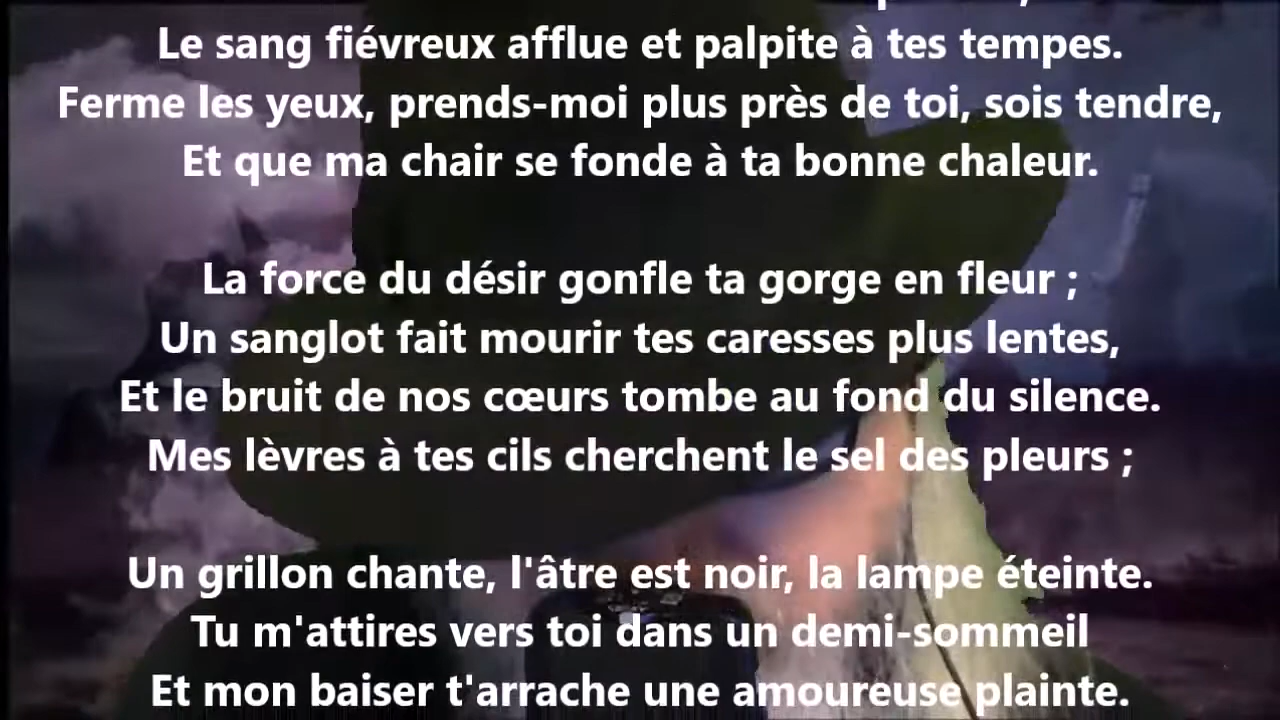 Le sang fiévreux afflue et palpite à tes tempes.
Ferme les yeux, prends-moi plus près de toi, sois tendre,
Et que ma chair se fonde à ta bonne chaleur.
La force du désir gonfle ta gorge en fleur ;
Un sanglot fait mourir tes caresses plus lentes,
Et le bruit de nos cœurs tombe au fond du silence.
Mes lèvres à tes cils cherchent le sel des pleurs ;
Un grillon chante, l'âtre est noir, la lampe éteinte.
Tu m'attires vers toi dans un demi-sommeil
Et mon baiser t'arrache une amoureuse plainte.